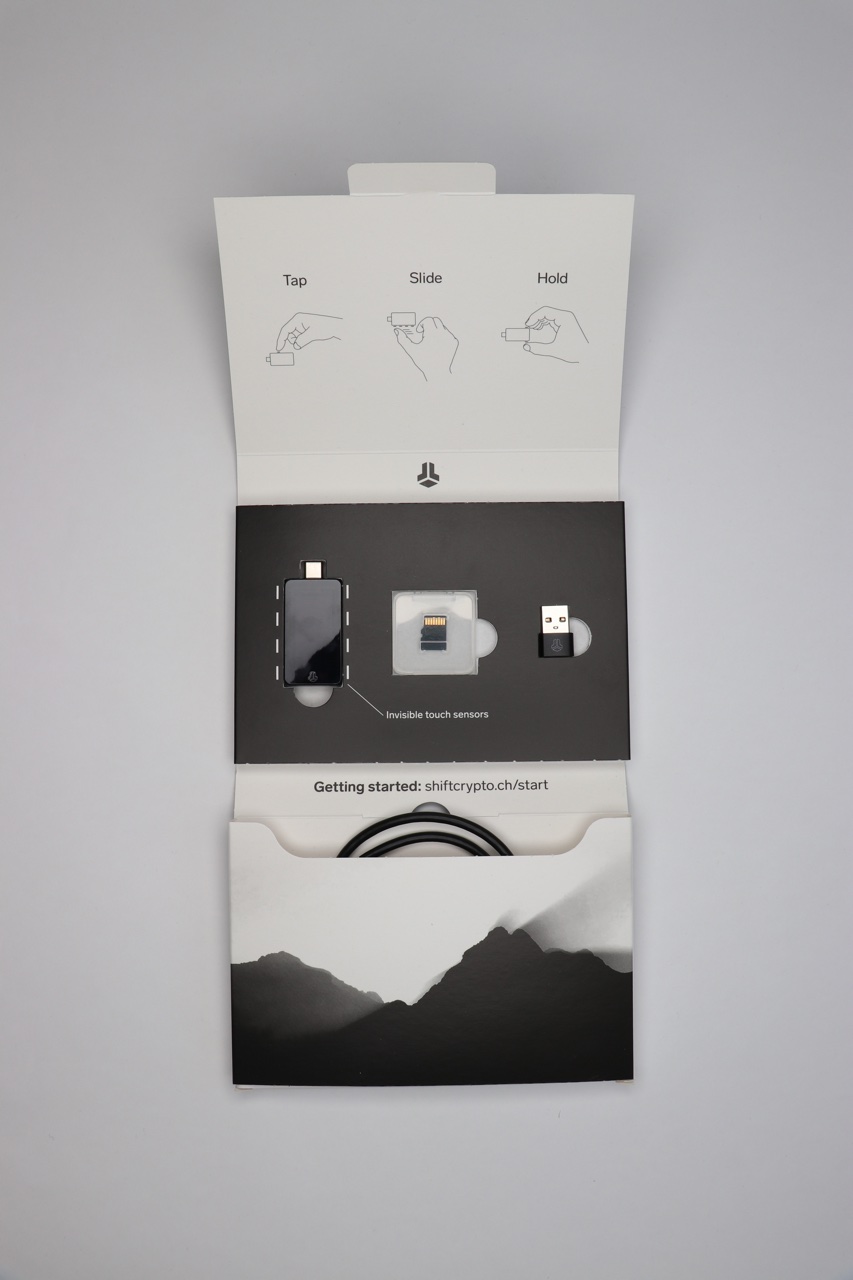 Tap
Slide
Hold
Invisible touch sensors
Getting started: shiftcrypto.ch/start